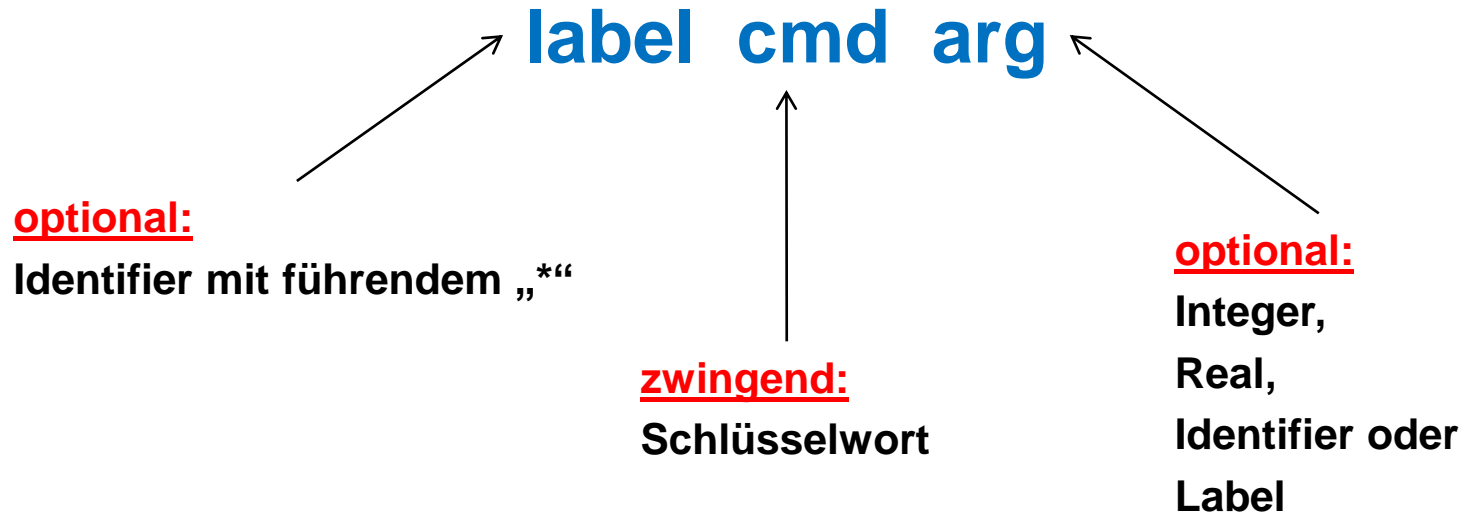 label cmd arg
optional:
Identifier mit führendem „*“
zwingend:
Schlüsselwort
optional:
Integer,
Real,
Identifier oder
Label